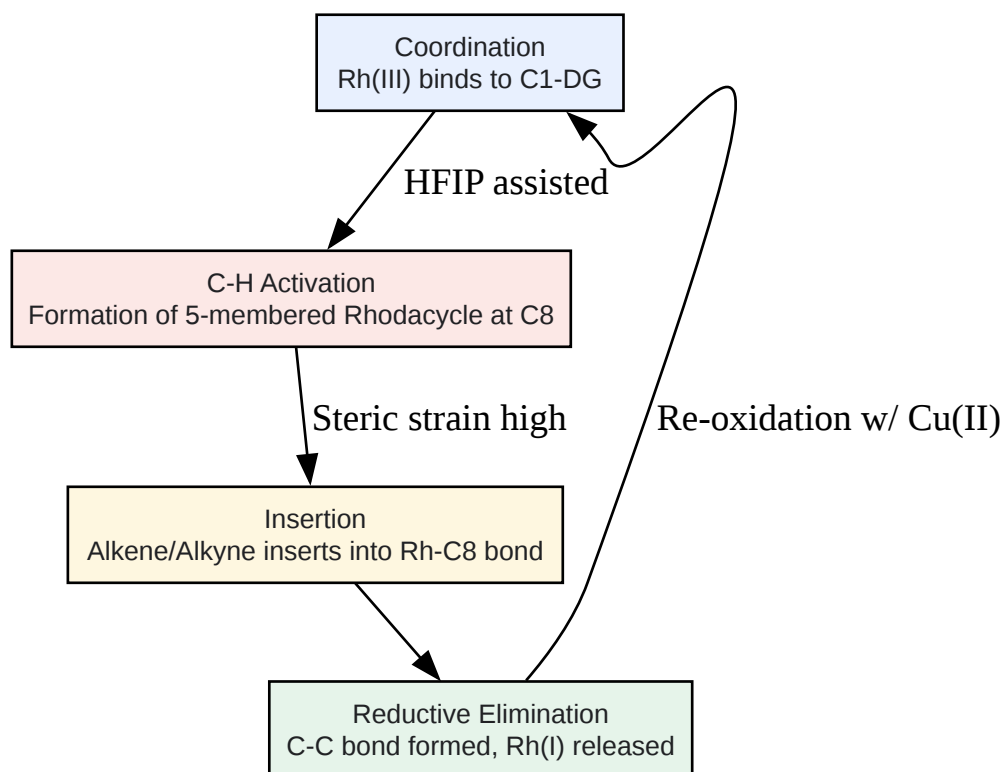 Coordination
Rh(III) binds to C1-DG
HFIP assisted
C-H Activation
Formation of 5-membered Rhodacycle at C8
Steric strain high
Re-oxidation w/ Cu(II)
Insertion
Alkene/Alkyne inserts into Rh-C8 bond
Reductive Elimination
C-C bond formed, Rh(I) released